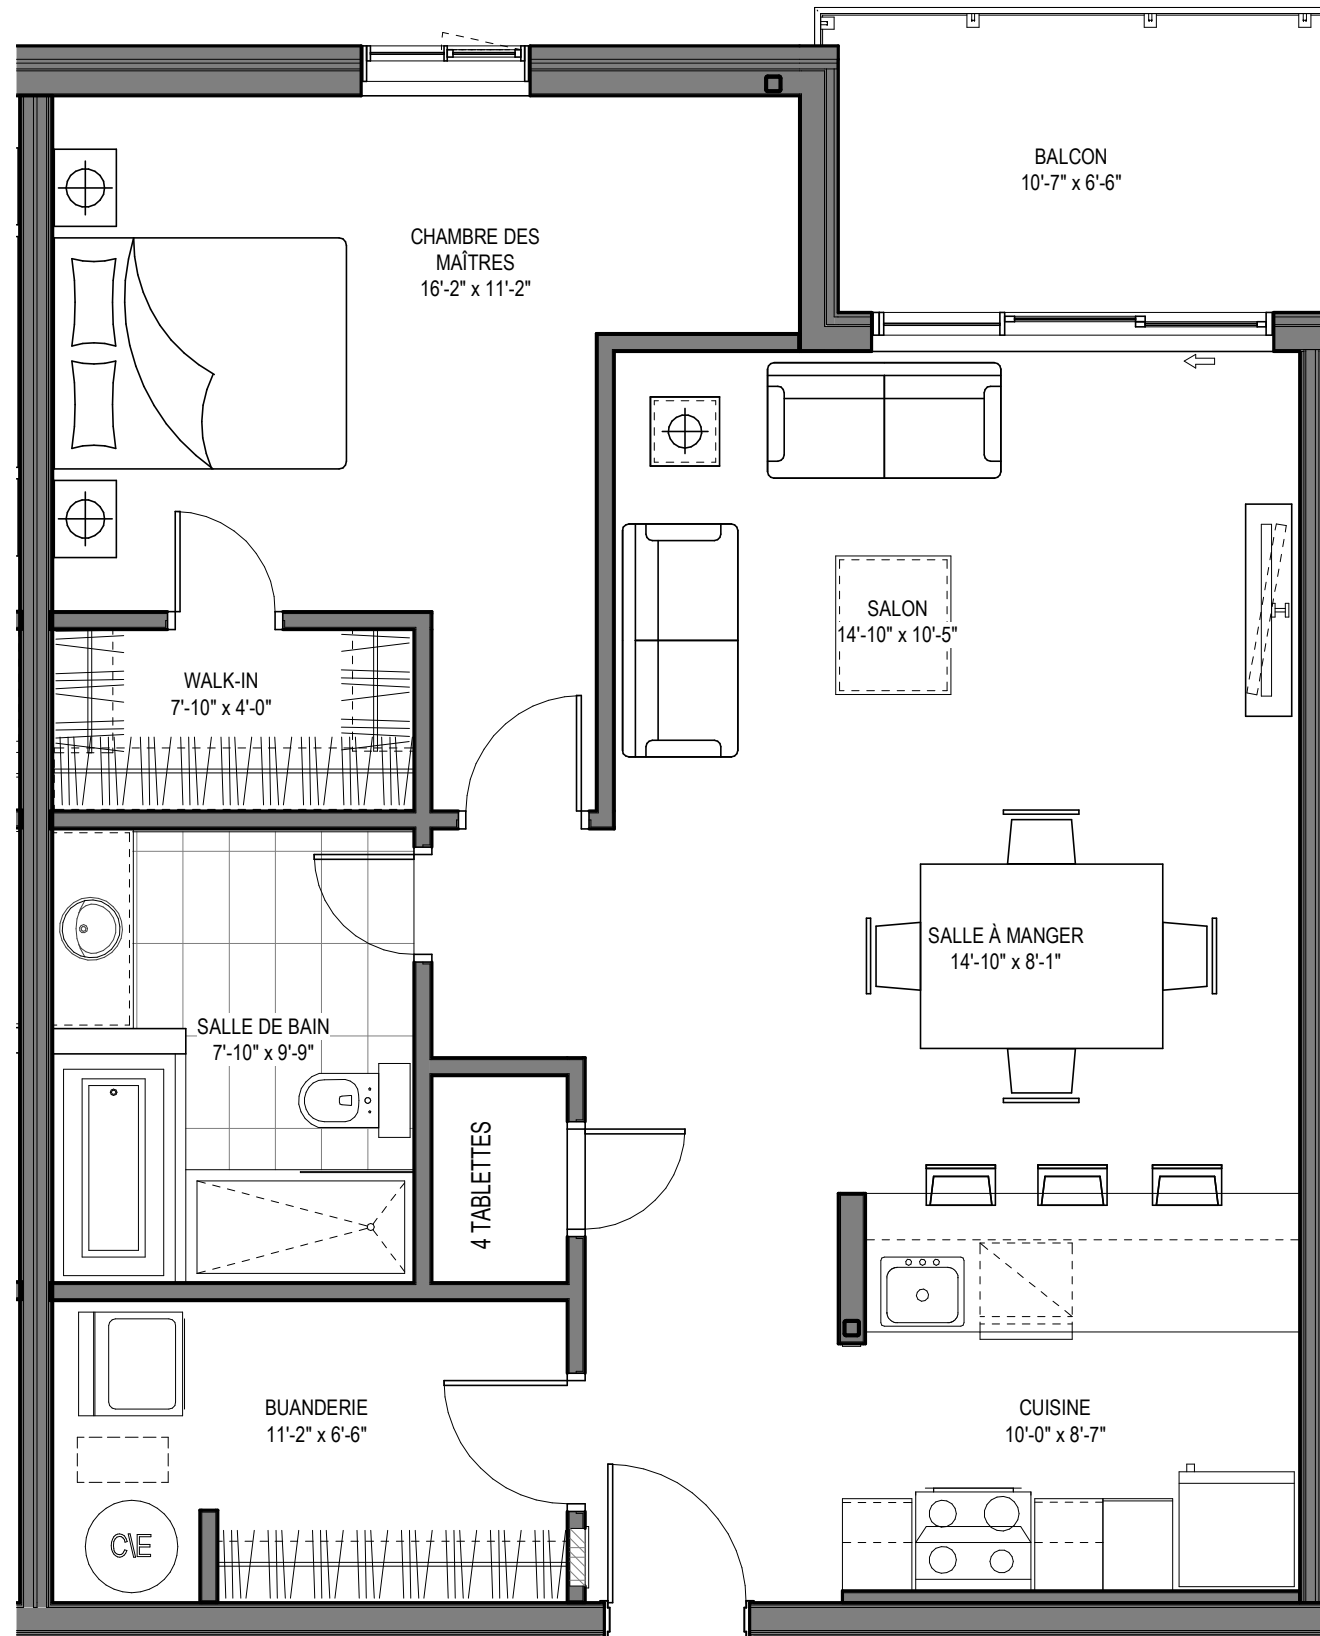 BALCON
10'-7" x 6'-6"
CHAMBRE DES
MAÎTRES
16'-2" x 11'-2"
SALON
14'-10" x 10'-5"
WALK-IN
7'-10" x 4'-0"
SALLE À MANGER
14'-10" x 8'-1"
SALLE DE BAIN
7'-10" x 9'-9"
4 TABLETTES
BUANDERIE
11'-2" x 6'-6"
CUISINE
10'-0" x 8'-7"
C\E